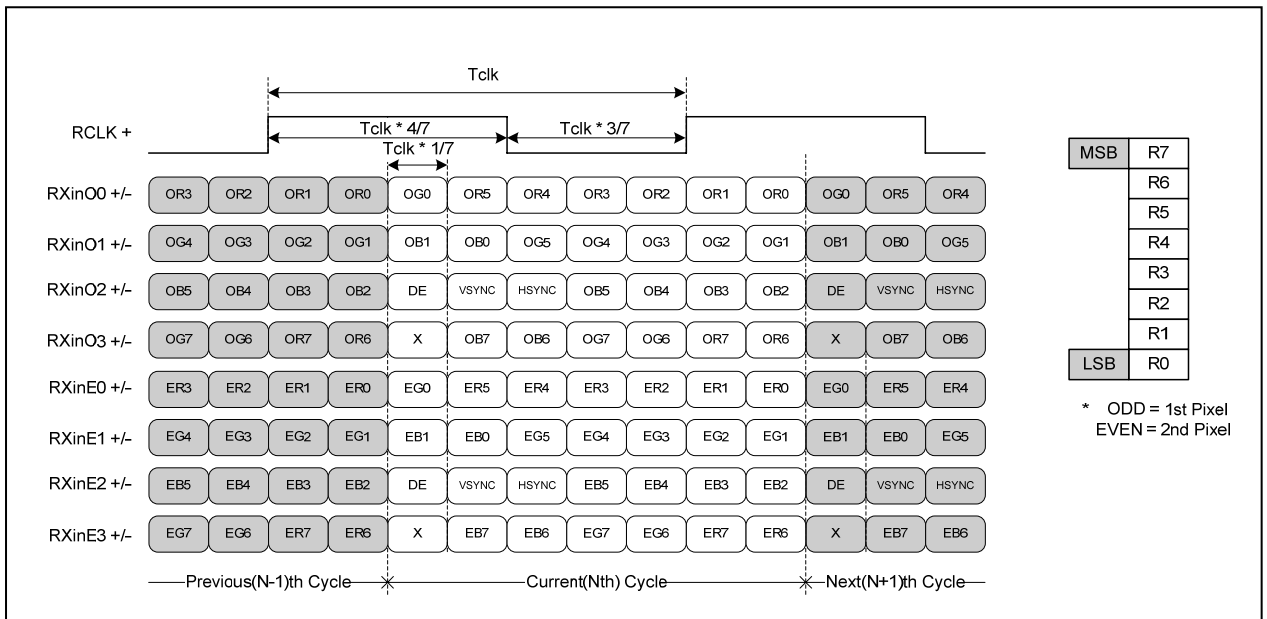 Tclk
RCLK +
Tclk * 4/7
Tclk * 3/7
Tclk * 1/7
RXinO0 +/- OR3 OR2 OR1 OR0 OG0 OR5 OR4 OR3 OR2 OR1 OR0 OG0 OR5 OR4
RXinO1 +/- OG4 OG3 OG2 OG1 OB1 OB0 OG5 OG4 OG3 OG2 OG1 OB1 OB0 OG5
RXinO2 +/- OB5 OB4 OB3 OB2 DE VSYNC HSYNC OB5 OB4 OB3 OB2 DE VSYNC HSYNC
RXinO3 +/- OG7 OG6 OR7 OR6 X OB7 OB6 OG7 OG6 OR7 OR6 X OB7 OB6
RXinE0 +/- ER3 ER2 ER1 ER0 EG0 ER5 ER4 ER3 ER2 ER1 ER0 EG0 ER5 ER4
RXinE1 +/- EG4 EG3 EG2 EG1 EB1 EB0 EG5 EG4 EG3 EG2 EG1 EB1 EB0 EG5
RXinE2 +/- EB5 EB4 EB3 EB2 DE VSYNC HSYNC EB5 EB4 EB3 EB2 DE VSYNC HSYNC
RXinE3 +/- EG7 EG6 ER7 ER6 X EB7 EB6 EG7 EG6 ER7 ER6 X EB7 EB6
Previous(N-1)th Cycle Current(Nth) Cycle Next(N+1)th Cycle
MSB R7
R6
R5
R4
R3
R2
R1
LSB R0
* ODD = 1st Pixel
EVEN = 2nd Pixel